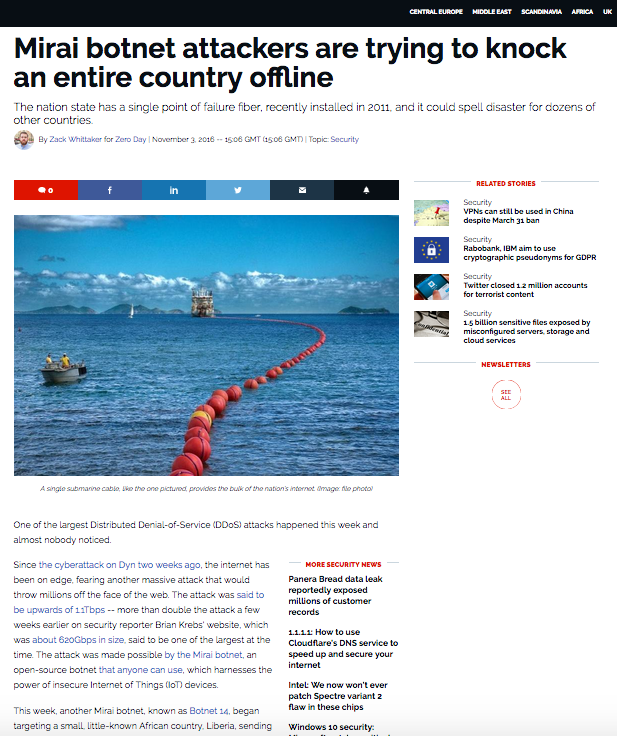 CENTRAL EUROPE MIDDLE EAST SCANDINAVIA AFRICA UK
Mirai botnet attackers are trying to knock
an entire country offline
The nation state has a single point of failure fiber, recently installed in 2011, and it could spell disaster for dozens of
other countries.
By Zack Whittaker for Zero Day | November 3, 2016 -- 15:06 GMT (15:06 GMT) | Topic: Security
0
f
in
A single submarine cable, like the one pictured, provides the bulk of the nation's internet. (Image: file photo)
One of the largest Distributed Denial-of-Service (DDoS) attacks happened this week and
almost nobody noticed.
Since the cyberattack on Dyn two weeks ago, the internet has
been on edge, fearing another massive attack that would
throw millions off the face of the web. The attack was said to
be upwards of 1.1Tbps -- more than double the attack a few
weeks earlier on security reporter Brian Krebs' website, which
was about 620Gbps in size, said to be one of the largest at the
time. The attack was made possible by the Mirai botnet, an
open-source botnet that anyone can use, which harnesses the
power of insecure Internet of Things (IoT) devices.
This week, another Mirai botnet, known as Botnet 14, began
targeting a small, little-known African country, Liberia, sending
MORE SECURITY NEWS
Panera Bread data leak
reportedly exposed
millions of customer
records
1.1.1.1: How to use
Cloudflare's DNS service to
speed up and secure your
internet
Intel: We now won't ever
patch Spectre variant 2
flaw in these chips
Windows 10 security:
RELATED STORIES
Security
VPNs can still be used in China
despite March 31 ban
Security
Rabobank, IBM aim to use
cryptographic pseudonyms for GDPR
Security
Twitter closed 1.2 million accounts
for terrorist content
Security
1.5 billion sensitive files exposed by
misconfigured servers, storage and
cloud services
NEWSLETTERS
SEE
ALL